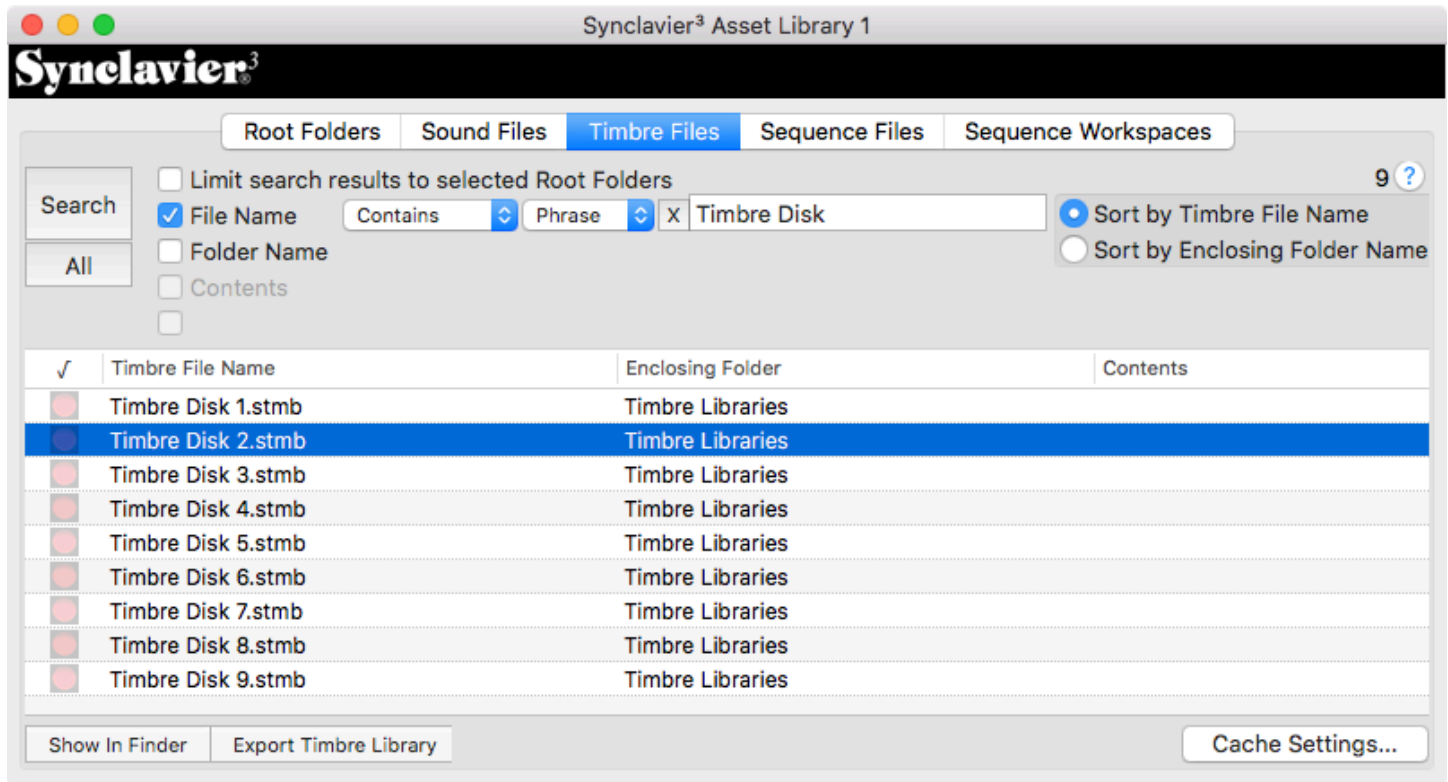 Synclavier³ Asset Library 1
Synclavier®³
Root Folders Sound Files Timbre Files Sequence Files Sequence Workspaces
Limit search results to selected Root Folders 9 ?
Search File Name Contains Phrase X Timbre Disk Sort by Timbre File Name
All Folder Name Sort by Enclosing Folder Name
Contents
√ Timbre File Name Enclosing Folder Contents
Timbre Disk 1.stmb Timbre Libraries
Timbre Disk 2.stmb Timbre Libraries
Timbre Disk 3.stmb Timbre Libraries
Timbre Disk 4.stmb Timbre Libraries
Timbre Disk 5.stmb Timbre Libraries
Timbre Disk 6.stmb Timbre Libraries
Timbre Disk 7.stmb Timbre Libraries
Timbre Disk 8.stmb Timbre Libraries
Timbre Disk 9.stmb Timbre Libraries
Show In Finder Export Timbre Library Cache Settings...